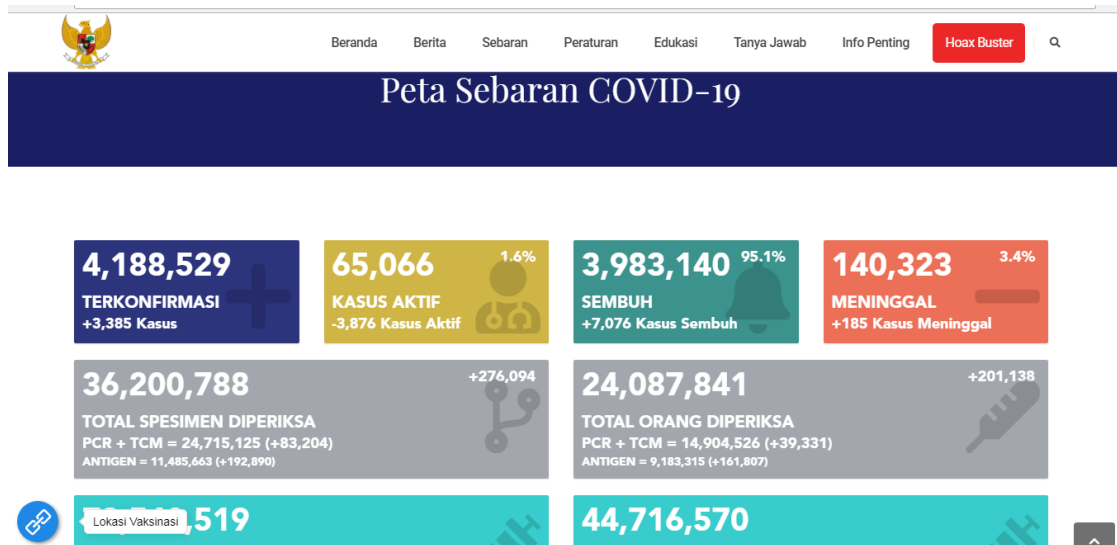 Beranda Berita Sebaran Peraturan Edukasi Tanya Jawab Info Penting Hoax Buster
Peta Sebaran COVID-19
4,188,529
TERKONFIRMASI
+3,385 Kasus
65,066 1.6%
KASUS AKTIF
-3,876 Kasus Aktif
3,983,140 95.1%
SEMBUH
+7,076 Kasus Sembuh
140,323 3.4%
MENINGGAL
+185 Kasus Meninggal
36,200,788 +276,094
TOTAL SPESIMEN DIPERIKSA
PCR + TCM = 24,715,125 (+83,204)
ANTIGEN = 11,485,663 (+192,890)
24,087,841 +201,138
TOTAL ORANG DIPERIKSA
PCR + TCM = 14,904,526 (+39,331)
ANTIGEN = 9,183,315 (+161,807)
Lokasi Vaksinasi ,519
44,716,570